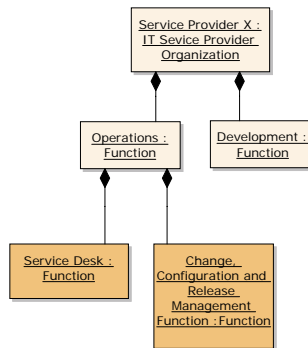 Service Provider X :
IT Sevice Provider
Organization
Operations :
Function
Development :
Function
Service Desk :
Function
Change,
Configuration and
Release
Management
Function : Function